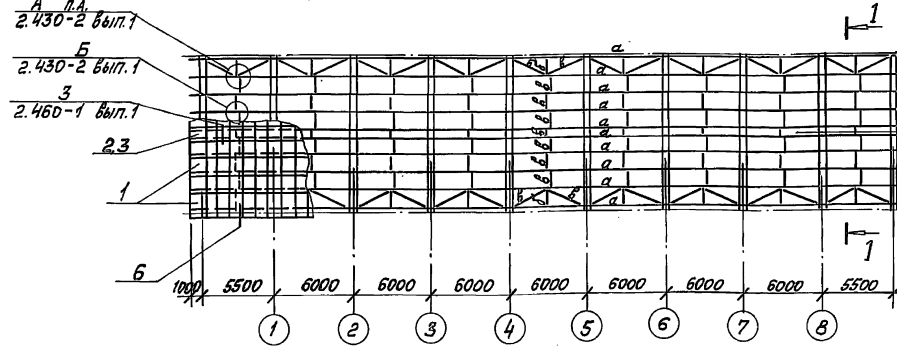 А п.А.
2.430-2 вып.1
Б
2.430-2 вып.1
3
2.460-1 вып.1
2,3
1
6
1
1
а
в в в
а
в а
в а
в а
в а
в а
в а
в а
в в
а
1000 5500 6000 6000 6000 6000 6000 6000 6000 5500
1 2 3 4 5 6 7 8